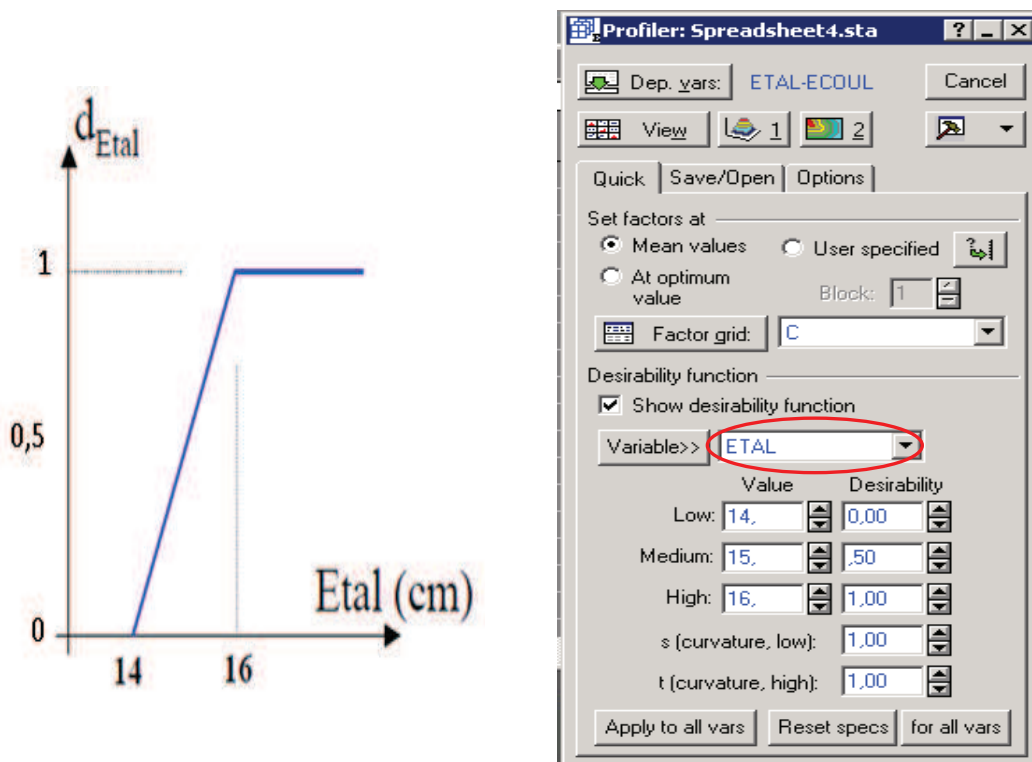 d_Etal
1
0,5
0
14 16
Etal (cm)
Profiler: Spreadsheet4.sta
Dep. vars: ETAL-ECOUL Cancel
View 1 2
Quick Save/Open Options
Set factors at
Mean values User specified
At optimum value Block: 1
Factor grid: C
Desirability function
Show desirability function
Variable>> ETAL
Value Desirability
Low: 14, 0,00
Medium: 15, ,50
High: 16, 1,00
s (curvature, low): 1,00
t (curvature, high): 1,00
Apply to all vars Reset specs for all vars